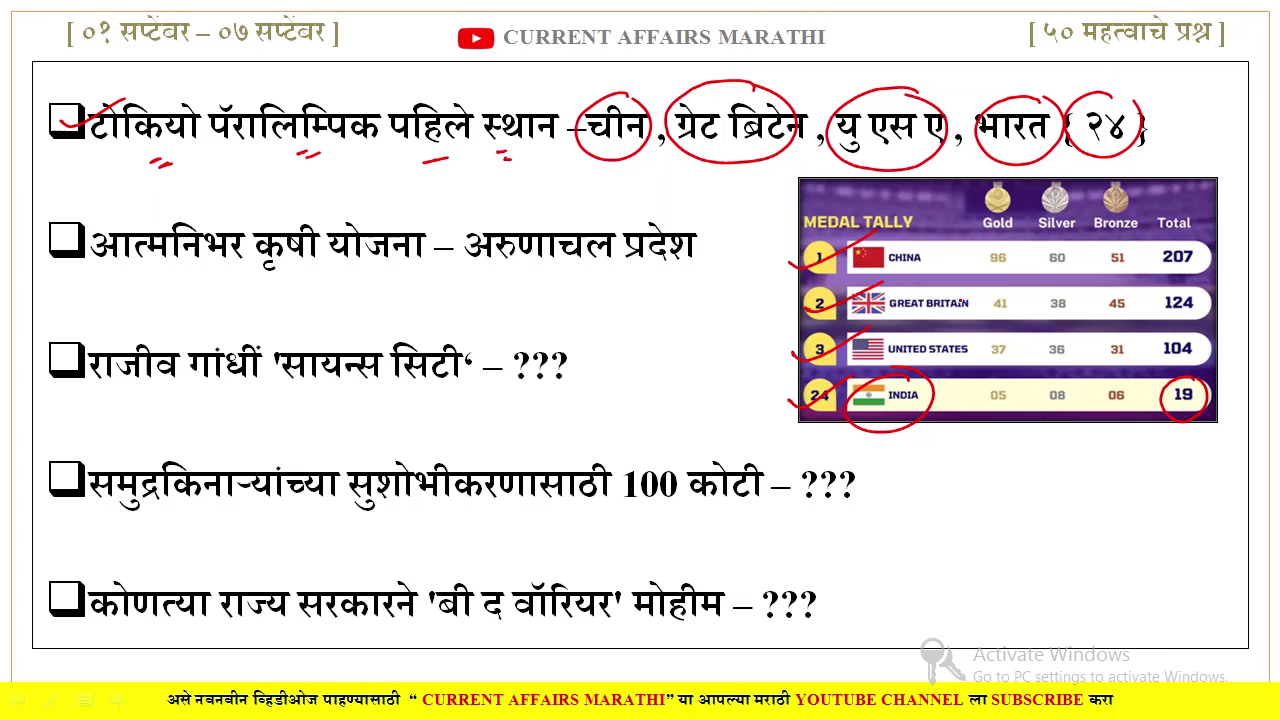 [ ०१ सप्टेंबर – ०७ सप्टेंबर ]
CURRENT AFFAIRS MARATHI
[ ५० महत्वाचे प्रश्न ]
टोकियो पॅरालिम्पिक पहिले स्थान –चीन , ग्रेट ब्रिटेन , यु एस ए , भारत { २४ }
MEDAL TALLY Gold Silver Bronze Total
1 CHINA 96 60 51 207
2 GREAT BRITAIN 41 38 45 124
3 UNITED STATES 37 36 31 104
24 INDIA 05 08 06 19
आत्मनिभर कृषी योजना – अरुणाचल प्रदेश
राजीव गांधीं 'सायन्स सिटी‘ – ???
समुद्रकिनाऱ्यांच्या सुशोभीकरणासाठी 100 कोटी – ???
कोणत्या राज्य सरकारने 'बी द वॉरियर' मोहीम – ???
Activate Windows
Go to PC settings to activate Windows.
असे नवनवीन व्हिडीओज पाहण्यासाठी “ CURRENT AFFAIRS MARATHI” या आपल्या मराठी YOUTUBE CHANNEL ला SUBSCRIBE करा